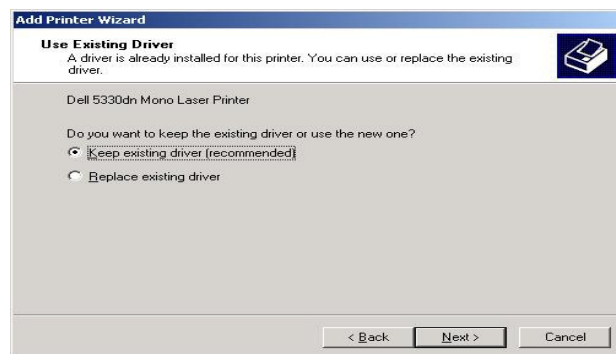 Add Printer Wizard
Use Existing Driver
A driver is already installed for this printer. You can use or replace the existing
driver.
Dell 5330dn Mono Laser Printer
Do you want to keep the existing driver or use the new one?
Keep existing driver (recommended)
Replace existing driver
< Back Next > Cancel